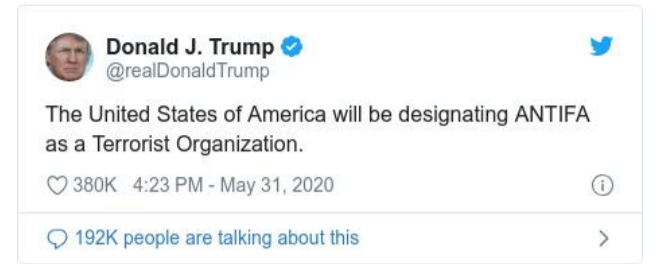 Donald J. Trump
@realDonaldTrump
The United States of America will be designating ANTIFA
as a Terrorist Organization.
380K 4:23 PM - May 31, 2020
192K people are talking about this